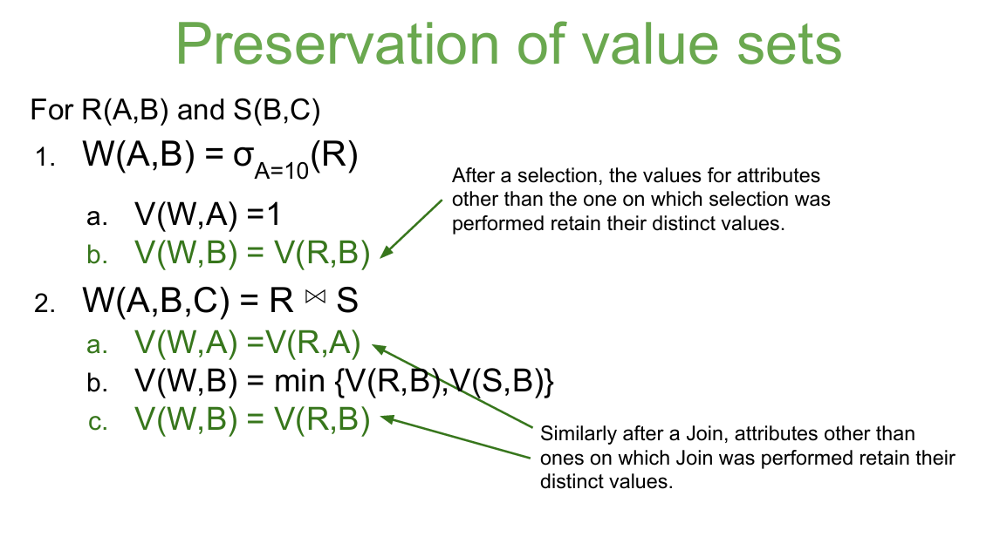 Preservation of value sets
For R(A,B) and S(B,C)
1. W(A,B) = σA=10(R)
After a selection, the values for attributes
other than the one on which selection was
performed retain their distinct values.
a. V(W,A) =1
b. V(W,B) = V(R,B)
2. W(A,B,C) = R ⋈ S
a. V(W,A) =V(R,A)
b. V(W,B) = min {V(R,B),V(S,B)}
c. V(W,B) = V(R,B)
Similarly after a Join, attributes other than
ones on which Join was performed retain their
distinct values.